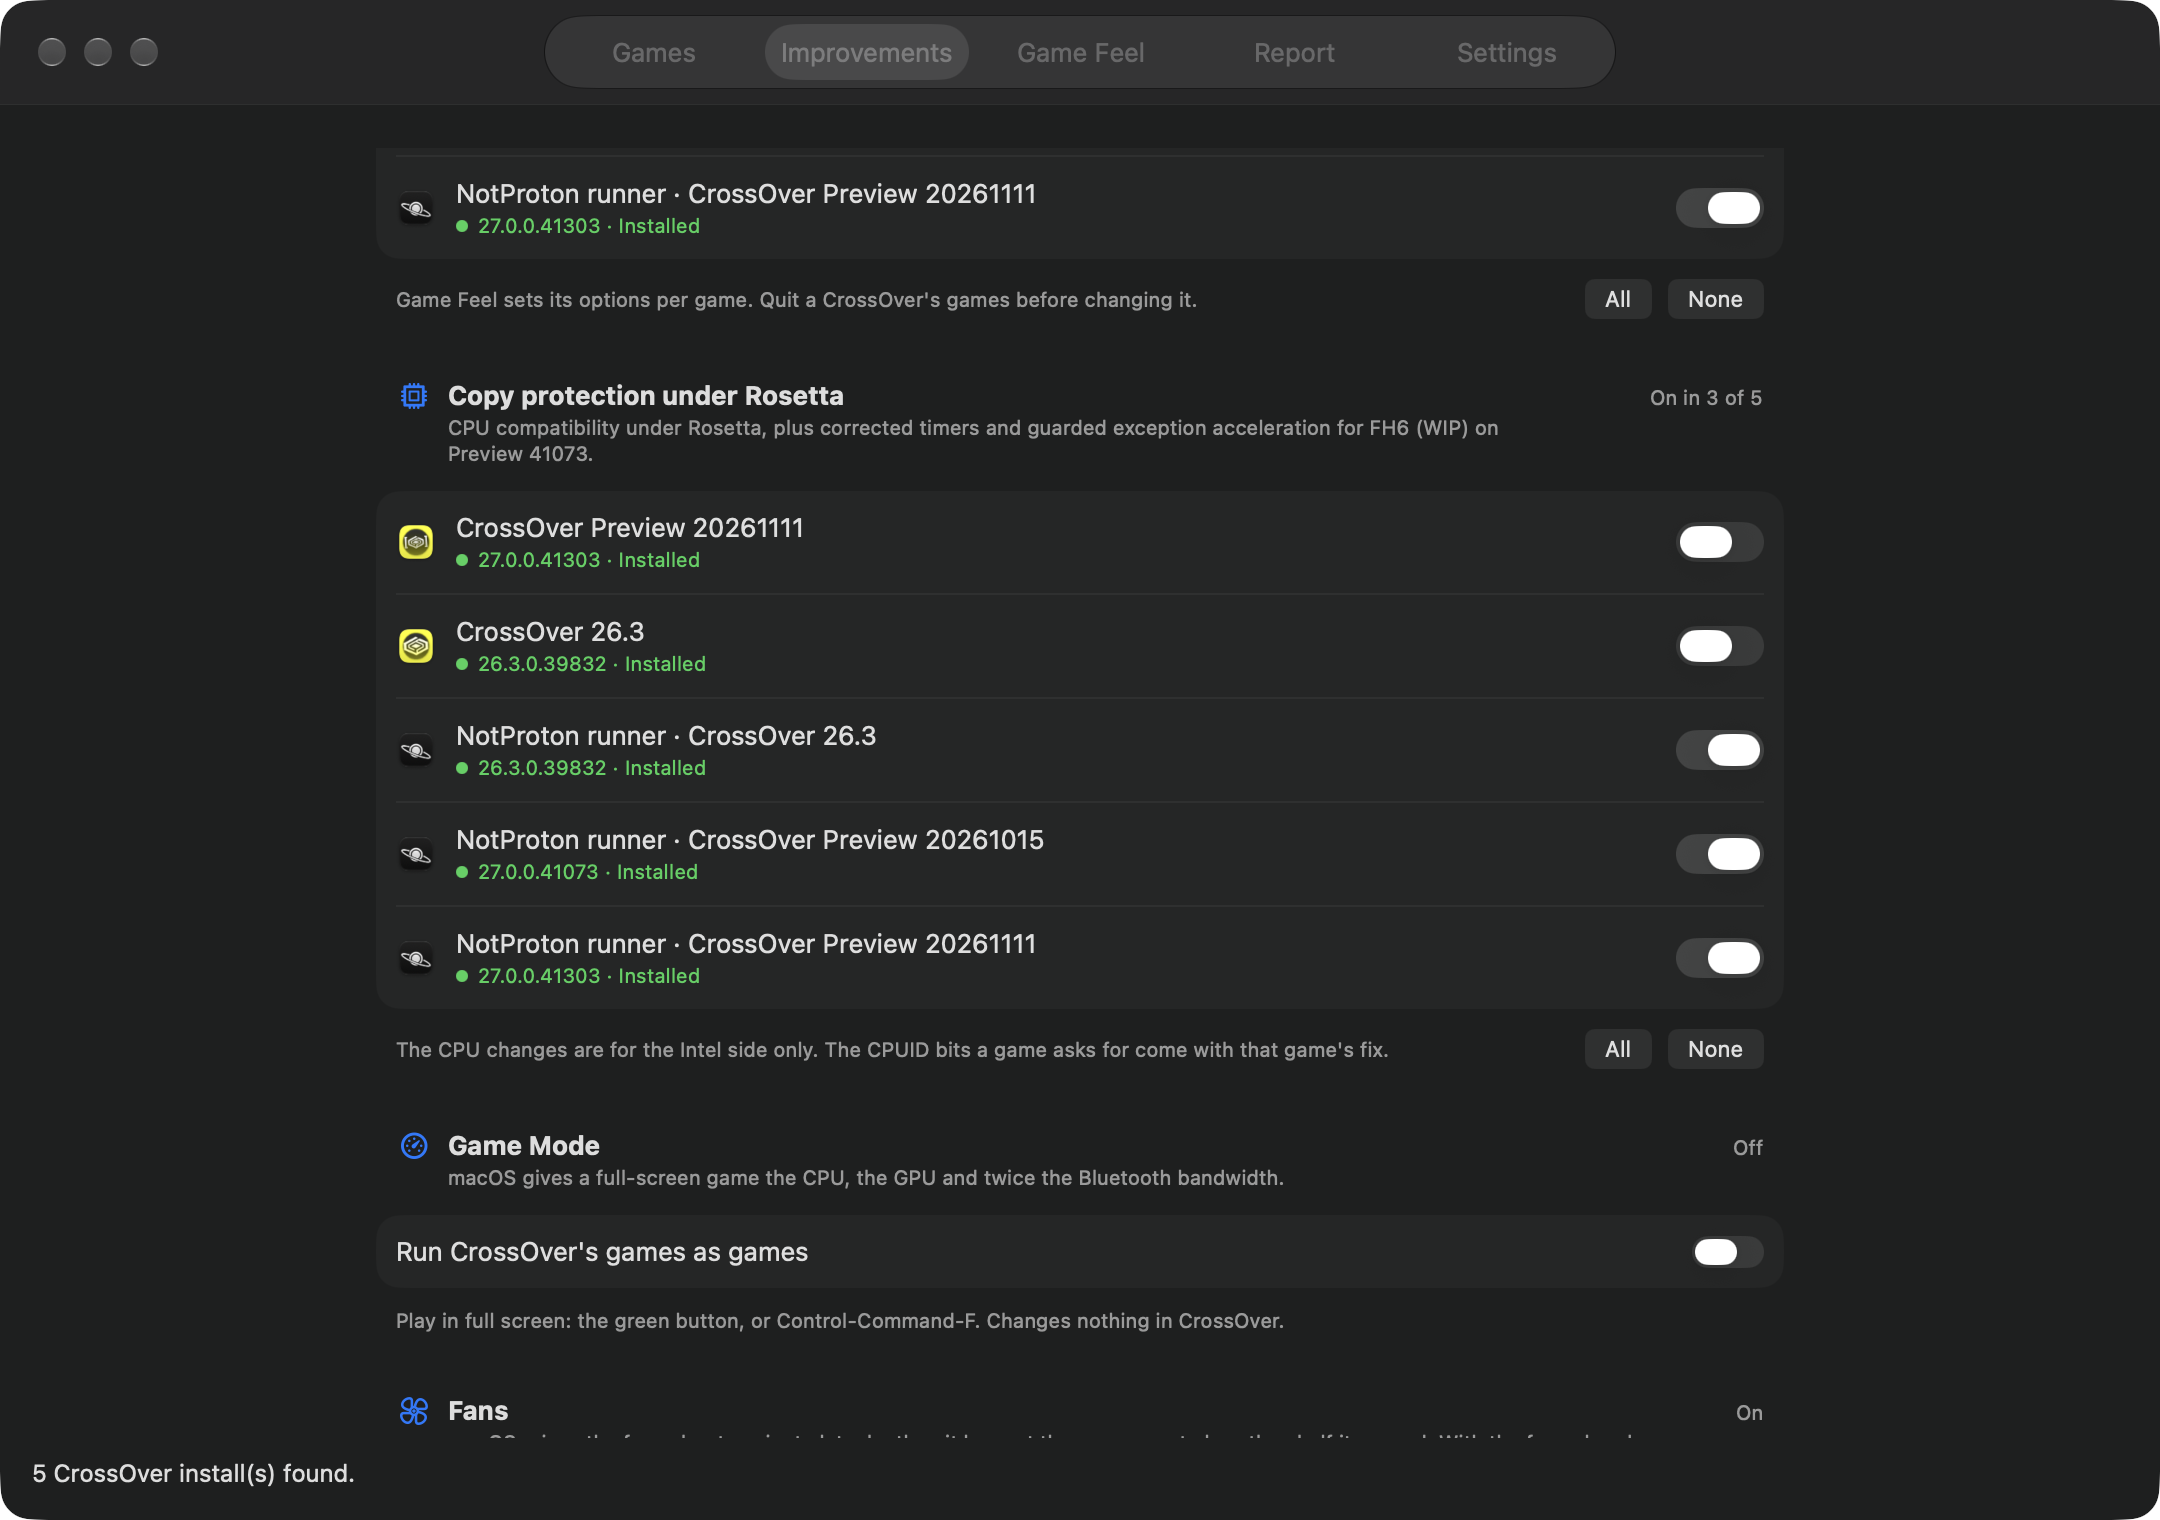 Games
Improvements
Game Feel
Report
Settings
NotProton runner · CrossOver Preview 20261111
27.0.0.41303 · Installed
Game Feel sets its options per game. Quit a CrossOver's games before changing it.
All
None
Copy protection under Rosetta
On in 3 of 5
CPU compatibility under Rosetta, plus corrected timers and guarded exception acceleration for FH6 (WIP) on
Preview 41073.
CrossOver Preview 20261111
27.0.0.41303 · Installed
CrossOver 26.3
26.3.0.39832 · Installed
NotProton runner · CrossOver 26.3
26.3.0.39832 · Installed
NotProton runner · CrossOver Preview 20261015
27.0.0.41073 · Installed
NotProton runner · CrossOver Preview 20261111
27.0.0.41303 · Installed
The CPU changes are for the Intel side only. The CPUID bits a game asks for come with that game's fix.
All
None
Game Mode
Off
macOS gives a full-screen game the CPU, the GPU and twice the Bluetooth bandwidth.
Run CrossOver's games as games
Play in full screen: the green button, or Control-Command-F. Changes nothing in CrossOver.
Fans
On
5 CrossOver install(s) found.